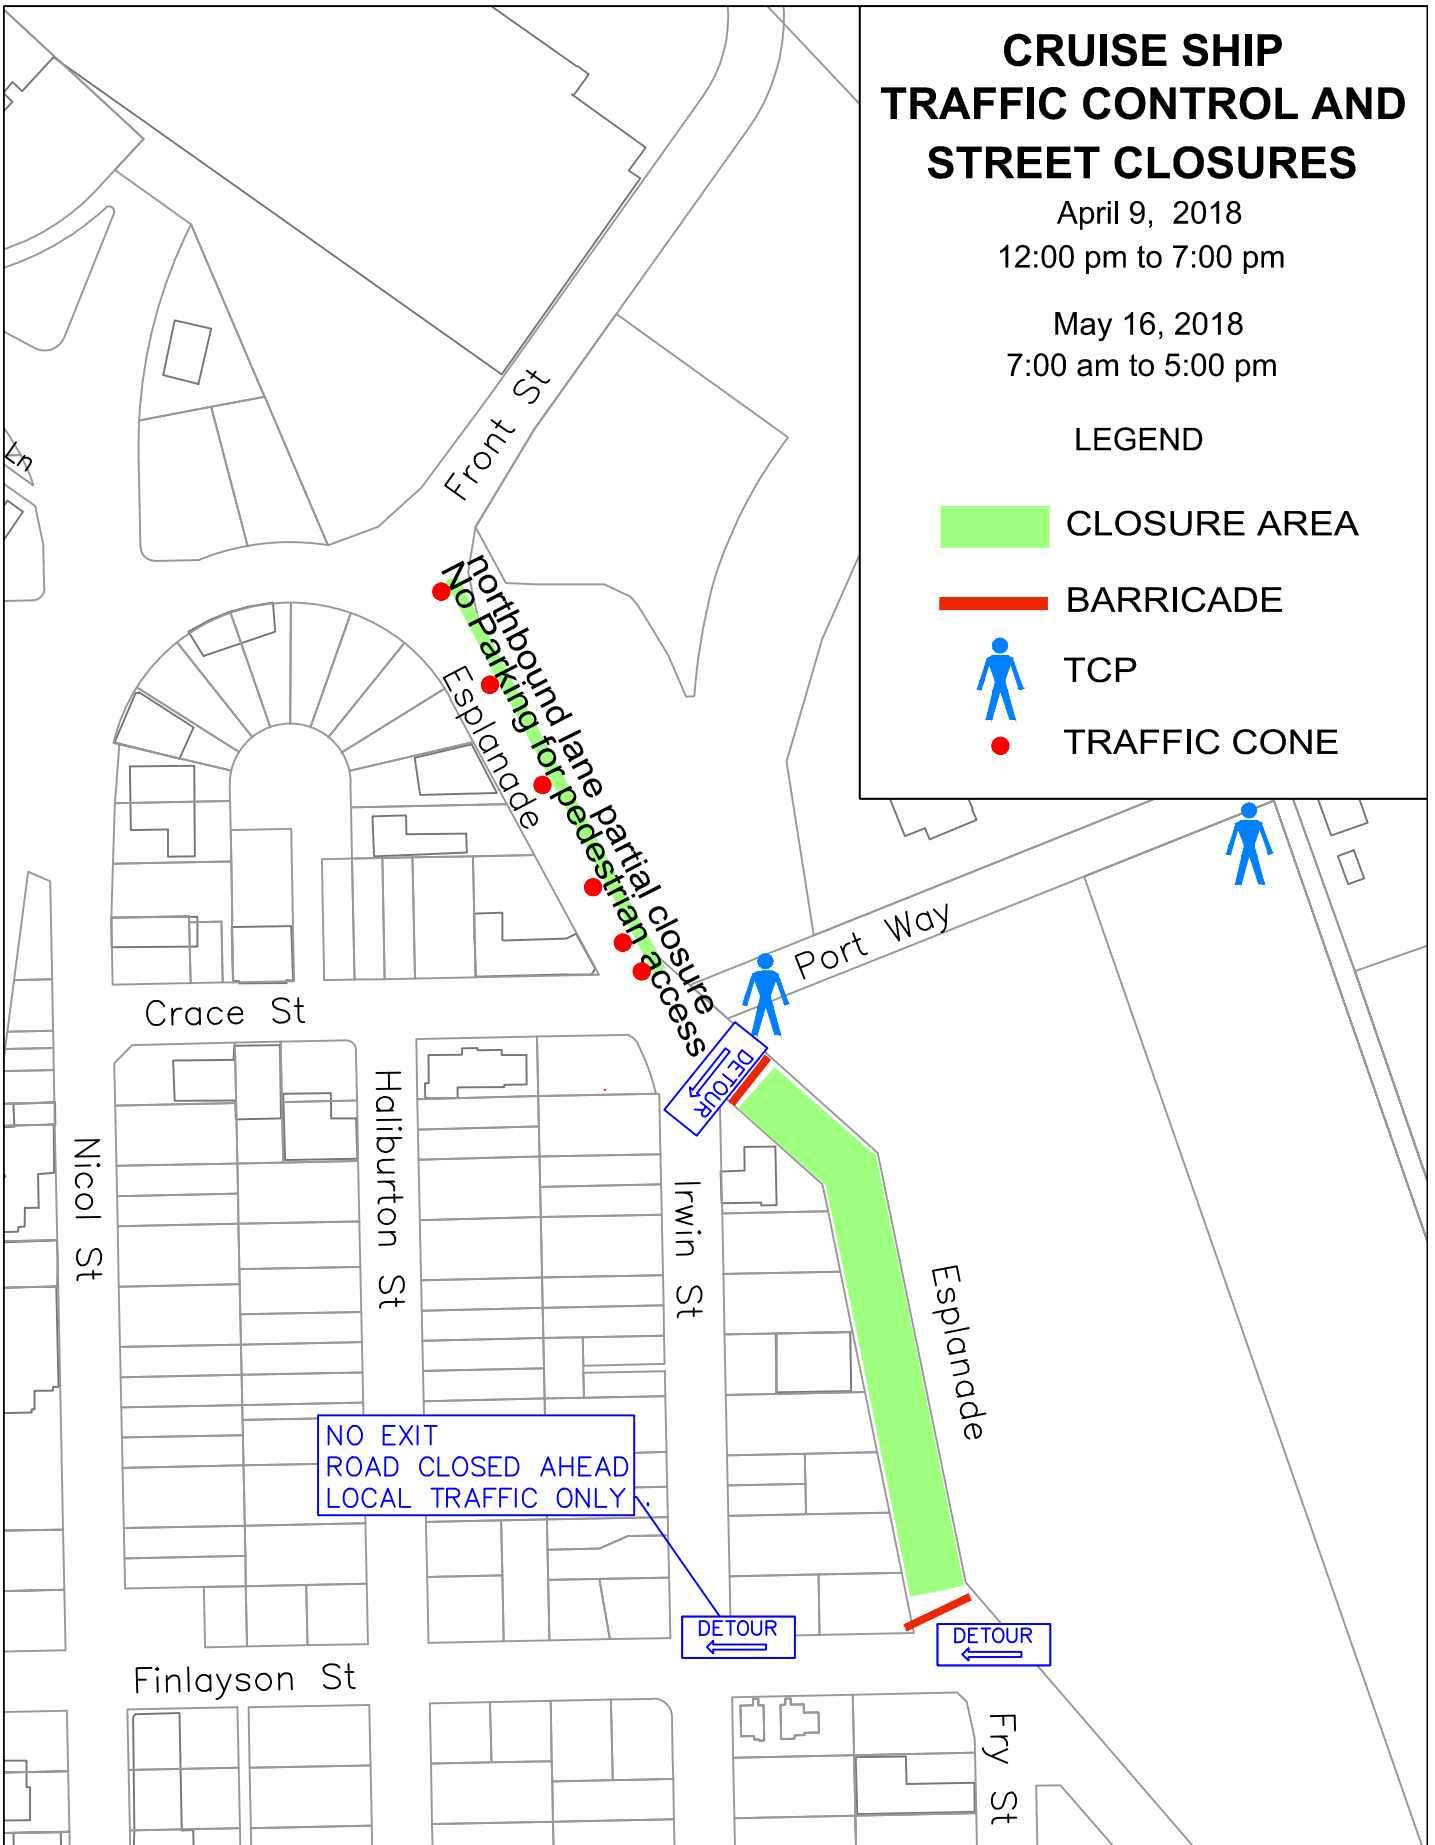 CRUISE SHIP
TRAFFIC CONTROL AND
STREET CLOSURES
April 9, 2018
12:00 pm to 7:00 pm
May 16, 2018
7:00 am to 5:00 pm
LEGEND
CLOSURE AREA
BARRICADE
TCP
TRAFFIC CONE
Front St
Ln
northbound lane partial closure
No Parking for pedestrian access
Esplanade
Port Way
Crace St
DETOUR
Haliburton St
Nicol St
Irwin St
Esplanade
NO EXIT
ROAD CLOSED AHEAD
LOCAL TRAFFIC ONLY.
DETOUR
DETOUR
Finlayson St
Fry St